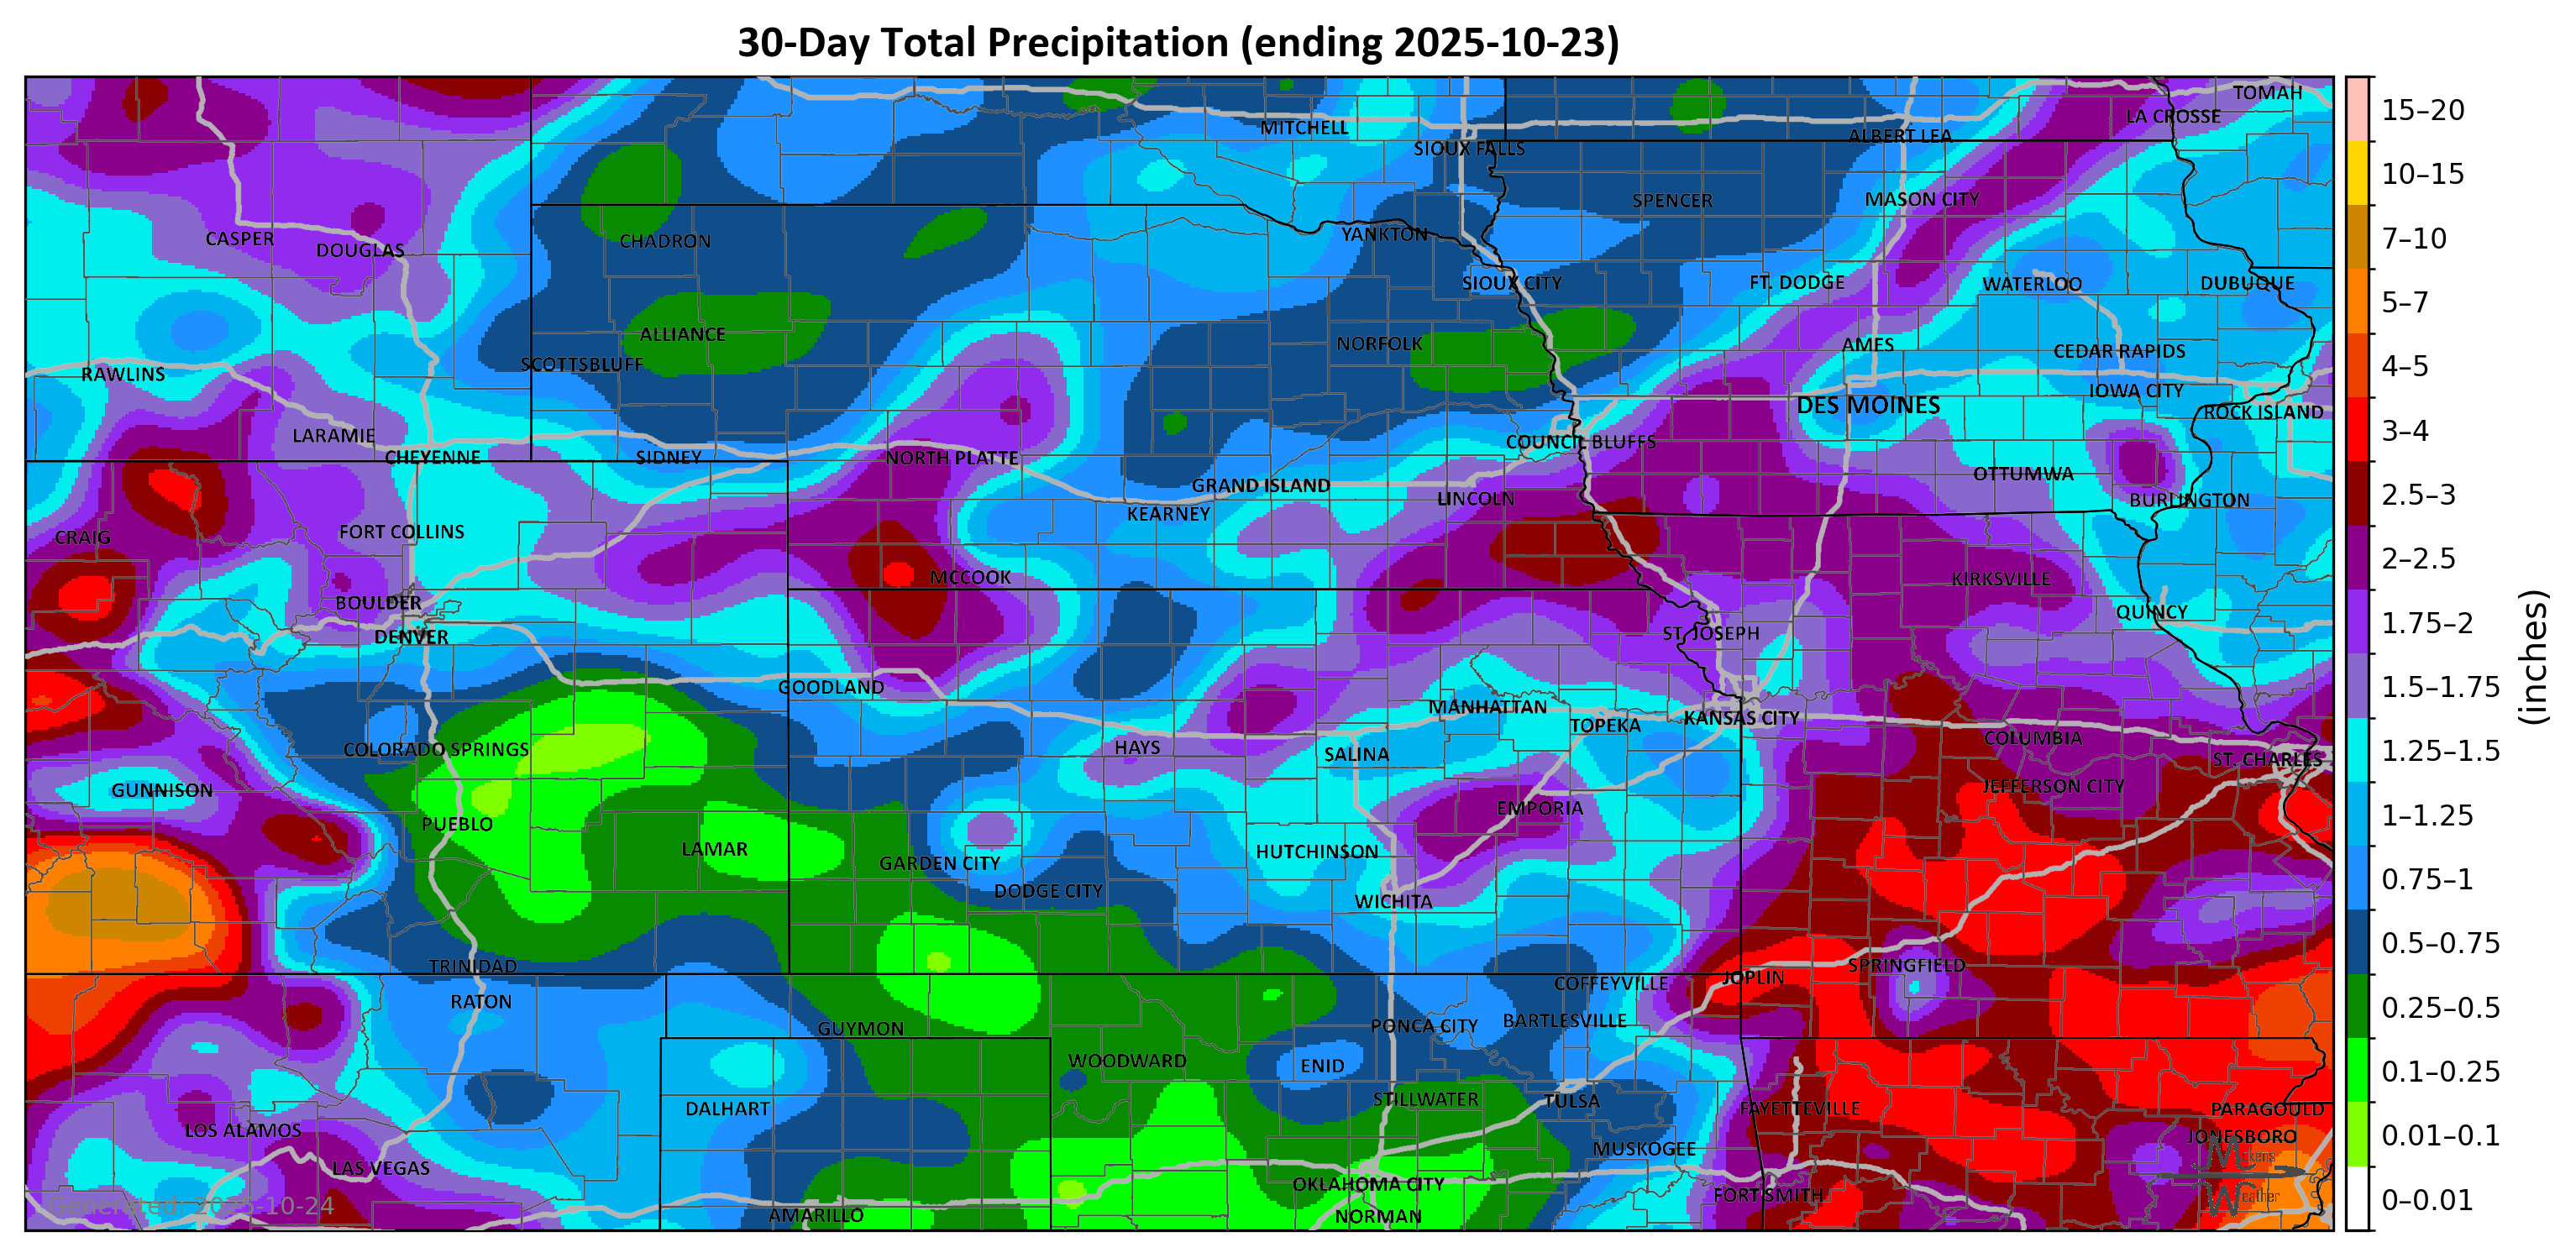 30-Day Total Precipitation (ending 2025-10-23)
TOMAH
LA CROSSE
MITCHELL
ALBERT LEA
SIOUX FALLS
SPENCER
MASON CITY
CASPER
DOUGLAS
CHADRON
YANKTON
SIOUX CITY
FT. DODGE
WATERLOO
DUBUQUE
ALLIANCE
SCOTTSBLUFF
NORFOLK
AMES
CEDAR RAPIDS
RAWLINS
IOWA CITY
DES MOINES
ROCK ISLAND
LARAMIE
COUNCIL BLUFFS
CHEYENNE
SIDNEY
NORTH PLATTE
OTTUMWA
GRAND ISLAND
LINCOLN
BURLINGTON
KEARNEY
CRAIG
FORT COLLINS
MCCOOK
KIRKSVILLE
BOULDER
QUINCY
DENVER
ST. JOSEPH
GOODLAND
MANHATTAN
TOPEKA
KANSAS CITY
COLORADO SPRINGS
HAYS
SALINA
COLUMBIA
ST. CHARLES
GUNNISON
JEFFERSON CITY
EMPORIA
PUEBLO
LAMAR
GARDEN CITY
HUTCHINSON
DODGE CITY
WICHITA
TRINIDAD
SPRINGFIELD
JOPLIN
COFFEYVILLE
RATON
GUYMON
PONCA CITY
BARTLESVILLE
WOODWARD
ENID
DALHART
STILLWATER
TULSA
FAYETTEVILLE
PARAGOULD
LOS ALAMOS
JONESBORO
MUSKOGEE
LAS VEGAS
OKLAHOMA CITY
FORT SMITH
AMARILLO
NORMAN
Generated: 2025-10-24
Mickens
Weather
15–20
10–15
7–10
5–7
4–5
3–4
2.5–3
2–2.5
1.75–2
1.5–1.75
1.25–1.5
1–1.25
0.75–1
0.5–0.75
0.25–0.5
0.1–0.25
0.01–0.1
0–0.01
(inches)